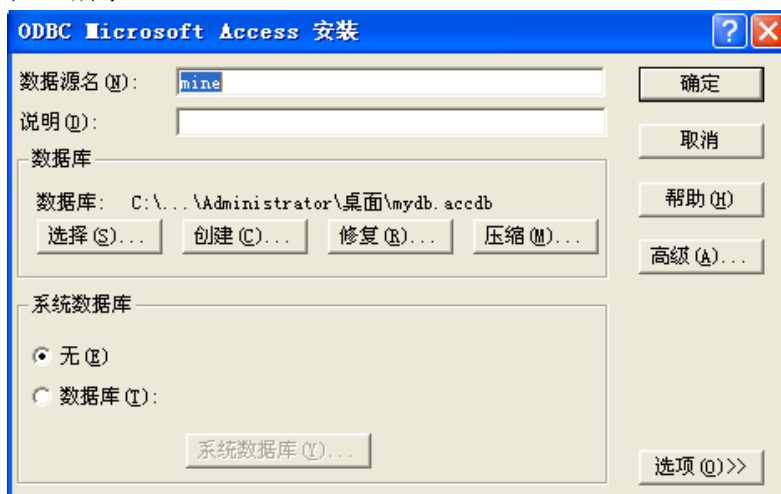 ODBC Microsoft Access 安装
数据源名(N): mine
确定
说明(D):
取消
数据库
数据库: C:\...\Administrator\桌面\mydb.accdb
帮助(H)
选择(S)... 创建(C)... 修复(R)... 压缩(M)...
高级(A)...
系统数据库
无(E)
数据库(T):
系统数据库(Y)...
选项(O)>>